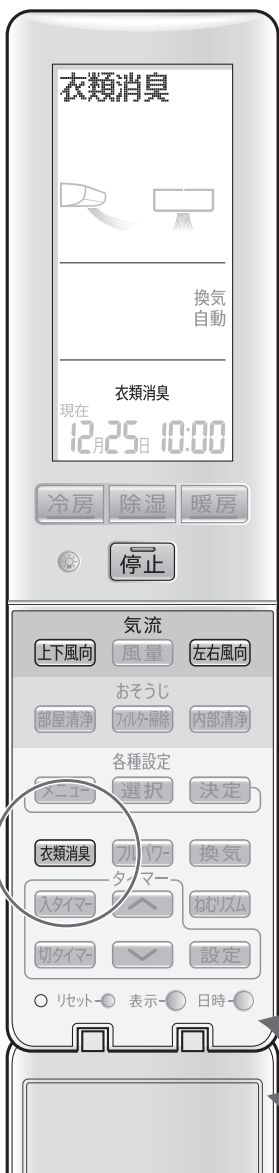 衣類消臭
換気
自動
衣類消臭
現在
12月25日 10:00
冷房 除湿 暖房
停止
気流
上下風向 風量 左右風向
おそうじ
部屋清浄 フィルター掃除 内部清浄
各種設定
メニュー 選択 決定
衣類消臭 フルパワー 換気
タイマー
入タイマー ねむリズム
切タイマー 設定
リセット 表示 日時